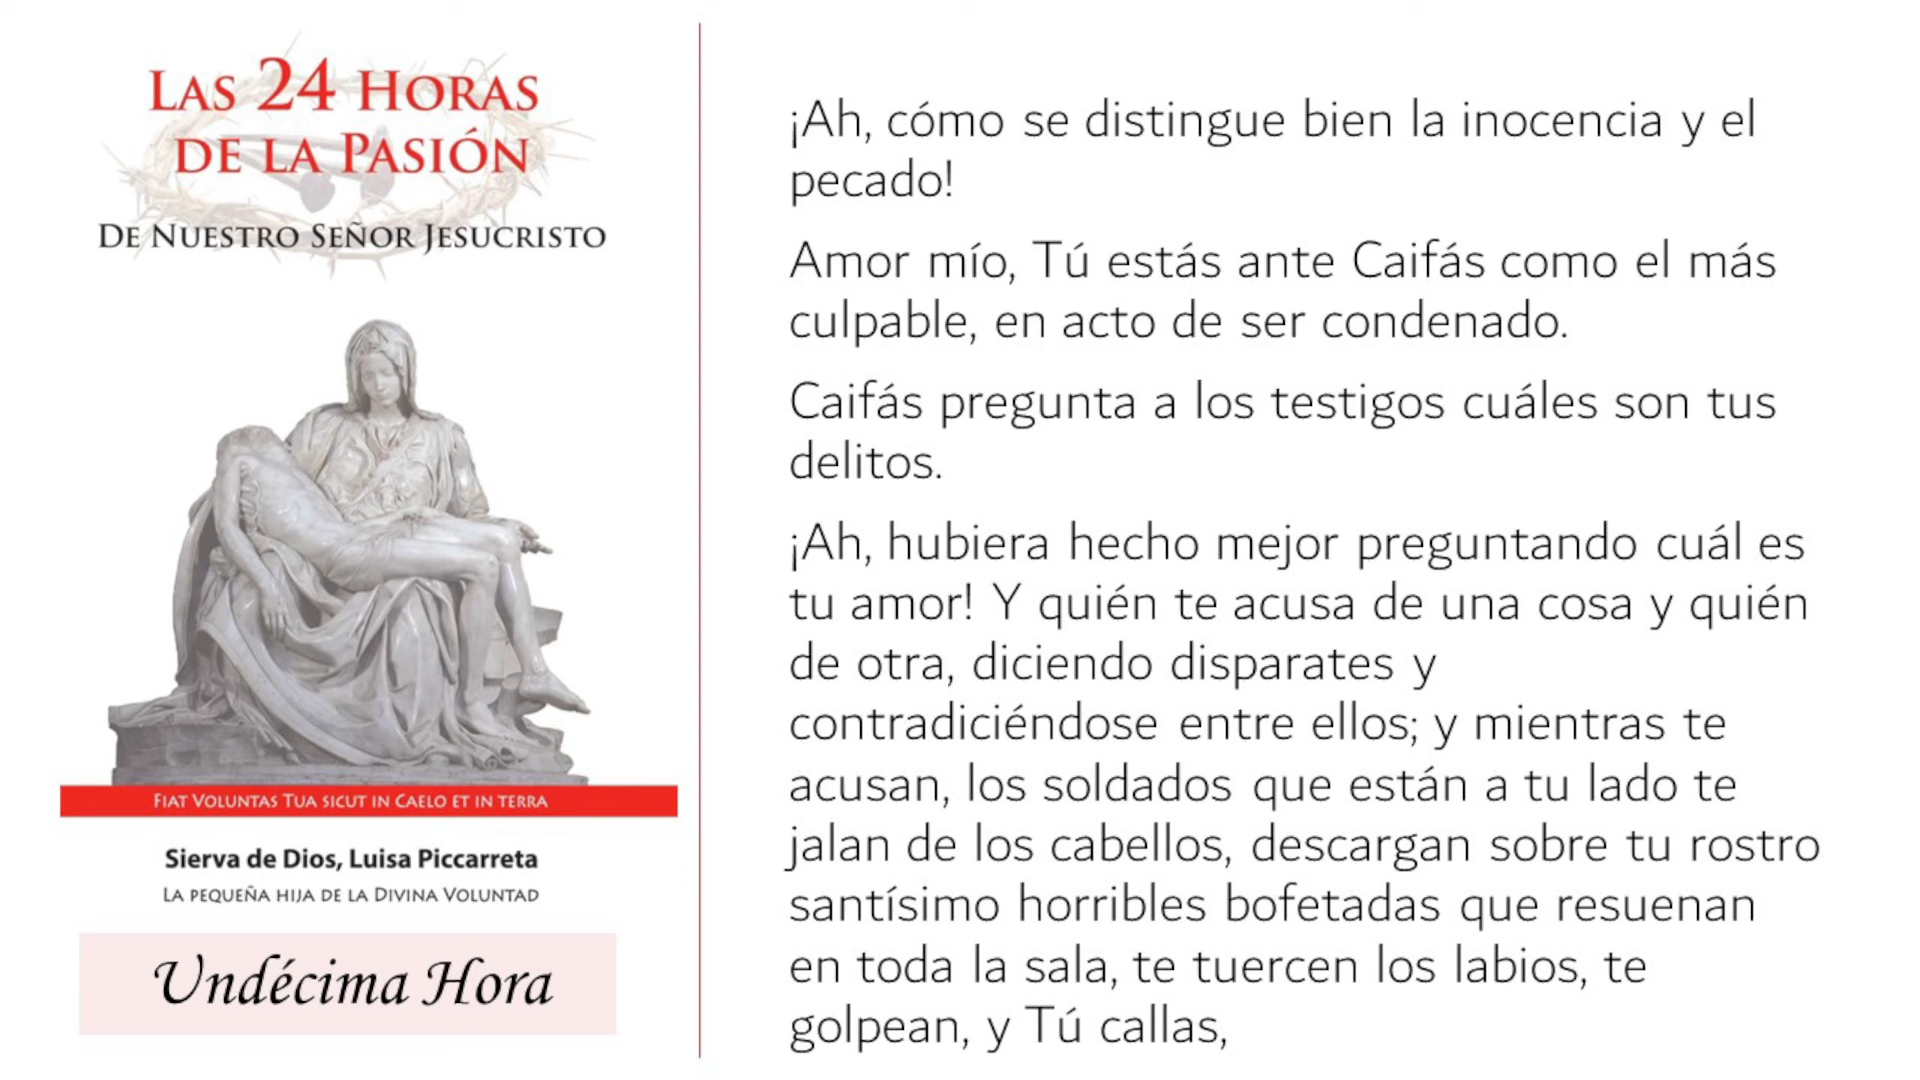 LAS 24 HORAS
DE LA PASIÓN
DE NUESTRO SEÑOR JESUCRISTO
FIAT VOLUNTAS TUA SICUT IN CAELO ET IN TERRA
Sierva de Dios, Luisa Piccarreta
LA PEQUEÑA HIJA DE LA DIVINA VOLUNTAD
Undécima Hora
¡Ah, cómo se distingue bien la inocencia y el
pecado!
Amor mío, Tú estás ante Caifás como el más
culpable, en acto de ser condenado.
Caifás pregunta a los testigos cuáles son tus
delitos.
¡Ah, hubiera hecho mejor preguntando cuál es
tu amor! Y quién te acusa de una cosa y quién
de otra, diciendo disparates y
contradiciéndose entre ellos; y mientras te
acusan, los soldados que están a tu lado te
jalan de los cabellos, descargan sobre tu rostro
santísimo horribles bofetadas que resuenan
en toda la sala, te tuercen los labios, te
golpean, y Tú callas,